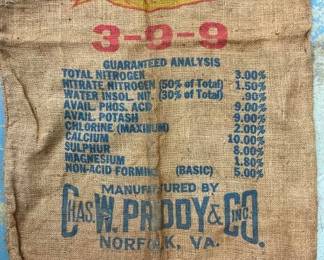 3-9-9
GUARANTEED ANALYSIS
TOTAL NITROGEN 3.00%
NITRATE NITROGEN (50% of Total) 1.50%
WATER INSOL. NIT. (30% of Total) .90%
AVAIL. PHOS. ACID 9.00%
AVAIL. POTASH 9.00%
CHLORINE (MAXIMUM) 2.00%
CALCIUM 10.00%
SULPHUR 8.00%
MAGNESIUM 1.80%
NON-ACID FORMING (BASIC) 5.00%
MANUFACTURED BY
CHAS. W. PRIDDY & CO. INC.
NORFOLK, VA.